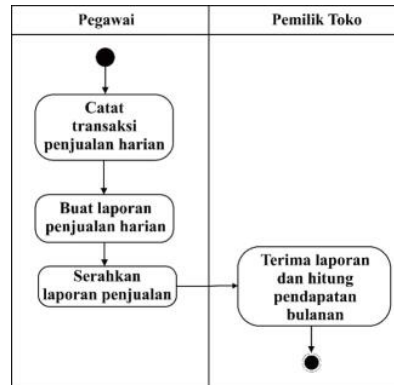 Pegawai
Pemilik Toko
Catat
transaksi
penjualan harian
Buat laporan
penjualan harian
Serahkan
laporan penjualan
Terima laporan
dan hitung
pendapatan
bulanan